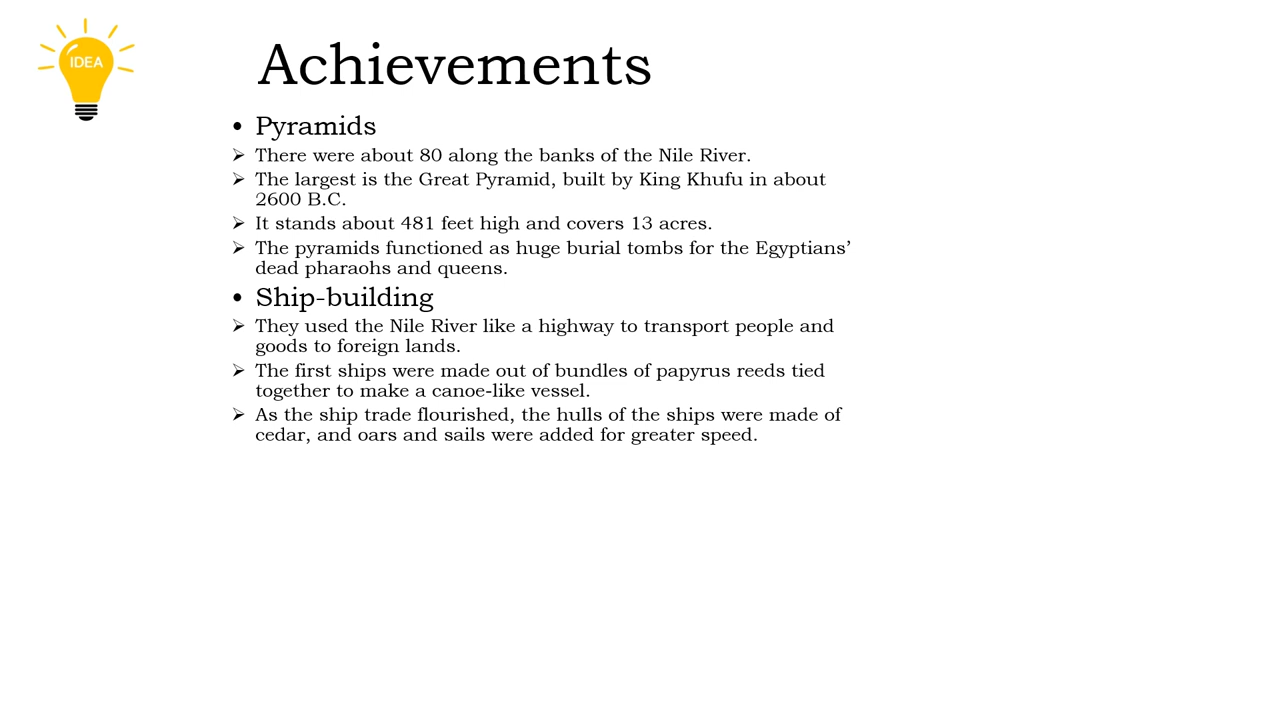 IDEA
Achievements
• Pyramids
➢ There were about 80 along the banks of the Nile River.
➢ The largest is the Great Pyramid, built by King Khufu in about
2600 B.C.
➢ It stands about 481 feet high and covers 13 acres.
➢ The pyramids functioned as huge burial tombs for the Egyptians’
dead pharaohs and queens.
• Ship-building
➢ They used the Nile River like a highway to transport people and
goods to foreign lands.
➢ The first ships were made out of bundles of papyrus reeds tied
together to make a canoe-like vessel.
➢ As the ship trade flourished, the hulls of the ships were made of
cedar, and oars and sails were added for greater speed.